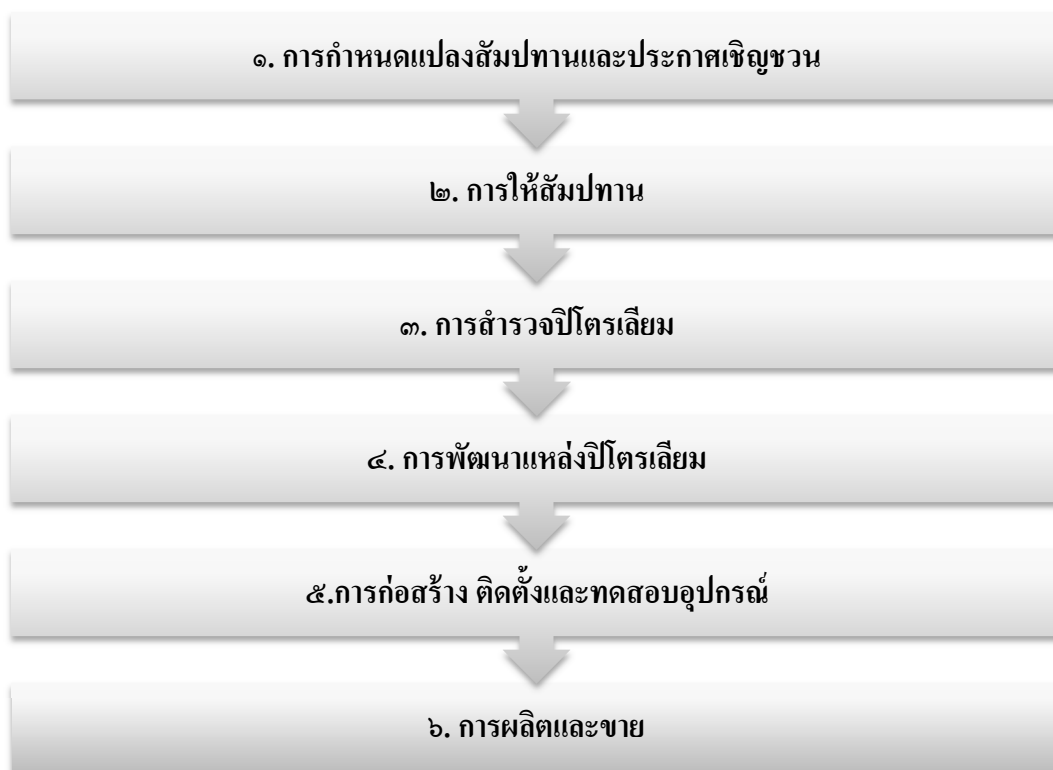 ๑. การกำหนดแปลงสัมปทานและประกาศเชิญชวน
๒. การให้สัมปทาน
๓. การสำรวจปิโตรเลียม
๔. การพัฒนาแหล่งปิโตรเลียม
๕.การก่อสร้าง ติดตั้งและทดสอบอุปกรณ์
๖. การผลิตและขาย